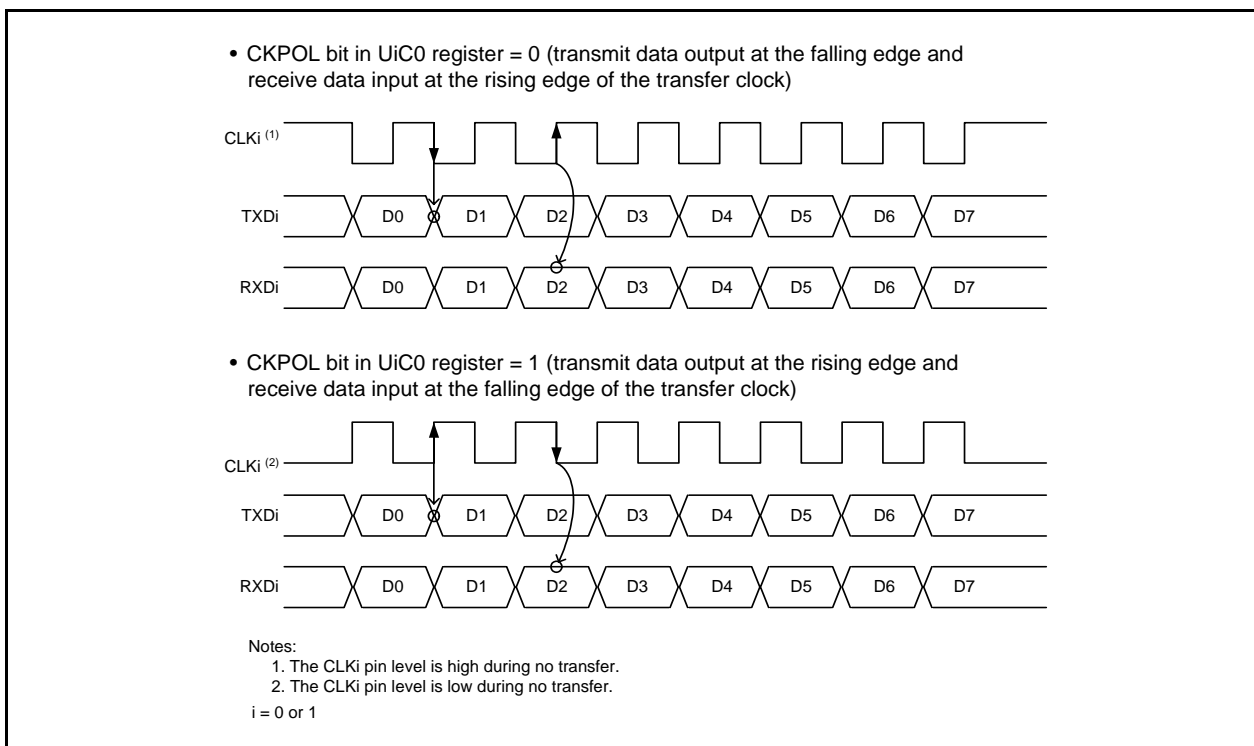 • CKPOL bit in UiC0 register = 0 (transmit data output at the falling edge and
receive data input at the rising edge of the transfer clock)
CLKi (1)
TXDi D0 D1 D2 D3 D4 D5 D6 D7
RXDi D0 D1 D2 D3 D4 D5 D6 D7
• CKPOL bit in UiC0 register = 1 (transmit data output at the rising edge and
receive data input at the falling edge of the transfer clock)
CLKi (2)
TXDi D0 D1 D2 D3 D4 D5 D6 D7
RXDi D0 D1 D2 D3 D4 D5 D6 D7
Notes:
1. The CLKi pin level is high during no transfer.
2. The CLKi pin level is low during no transfer.
i = 0 or 1